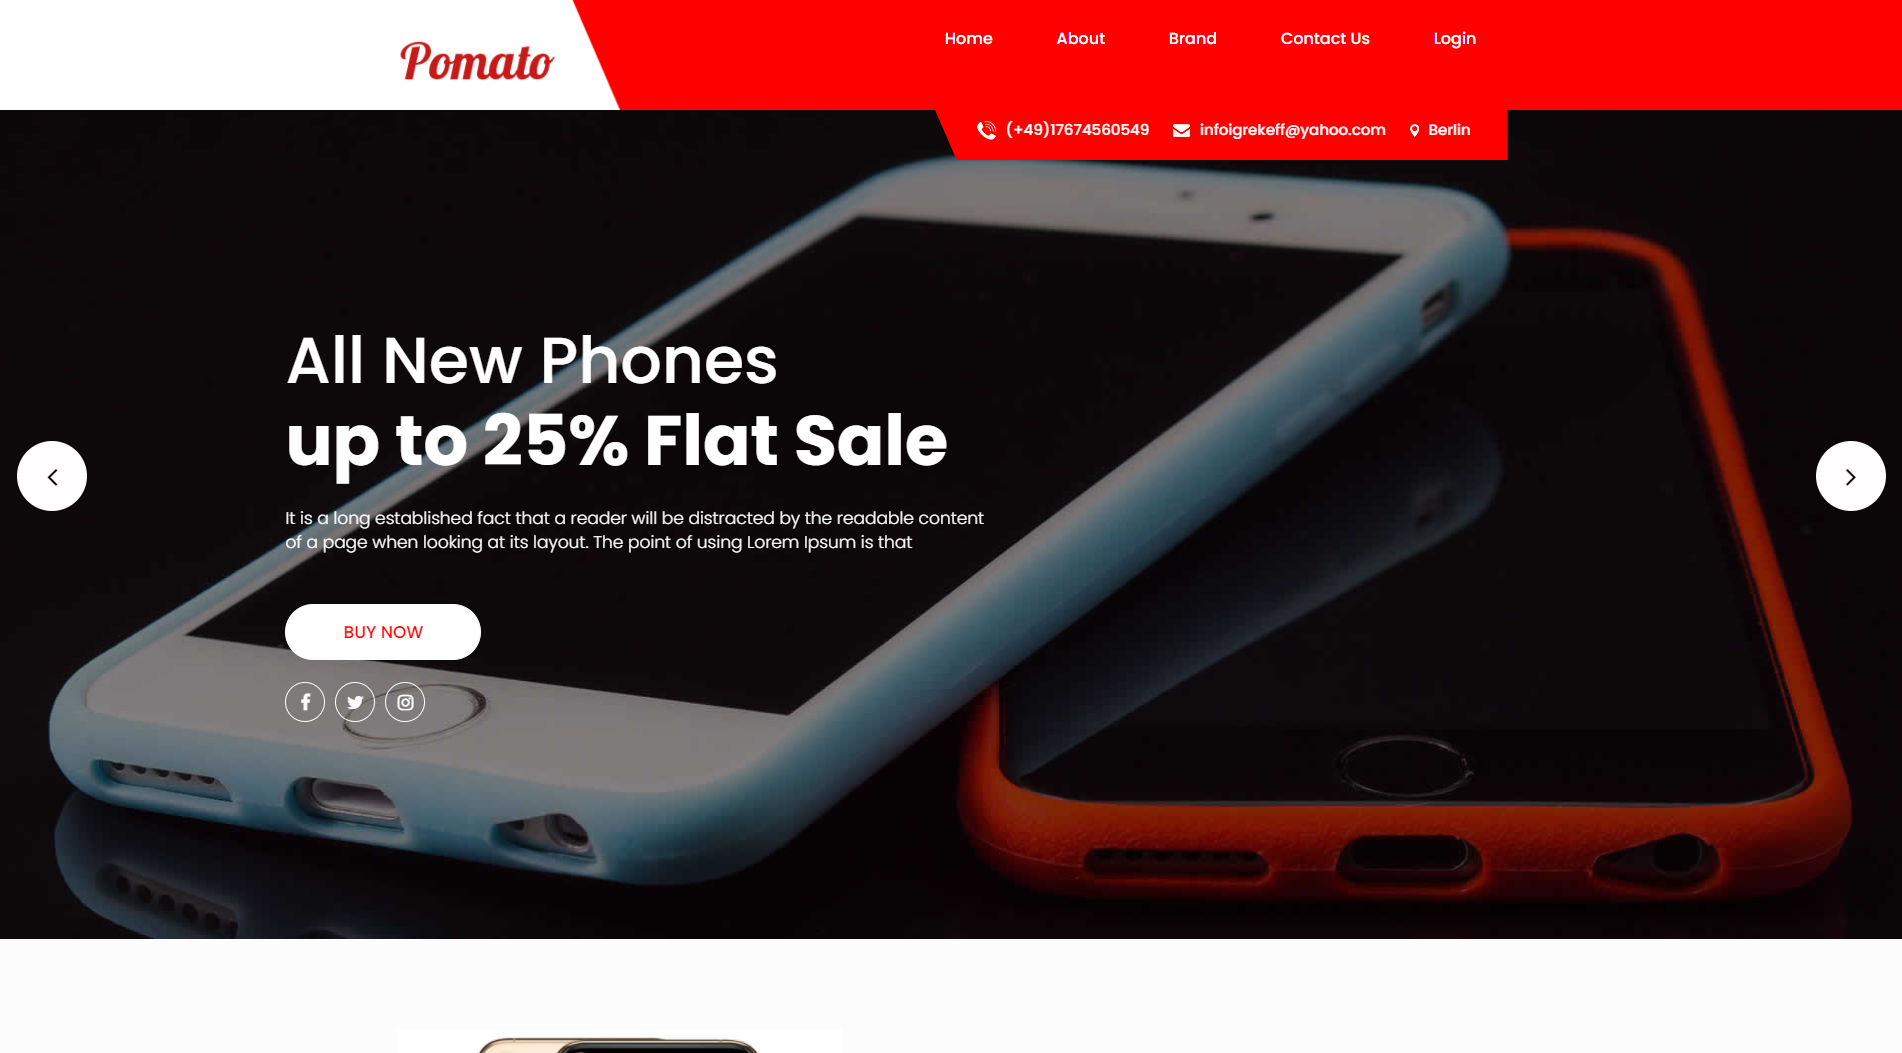 Pomato
Home About Brand Contact Us Login
(+49)17674560549 infoigrekeff@yahoo.com Berlin
All New Phones
up to 25% Flat Sale
It is a long established fact that a reader will be distracted by the readable content
of a page when looking at its layout. The point of using Lorem Ipsum is that
BUY NOW